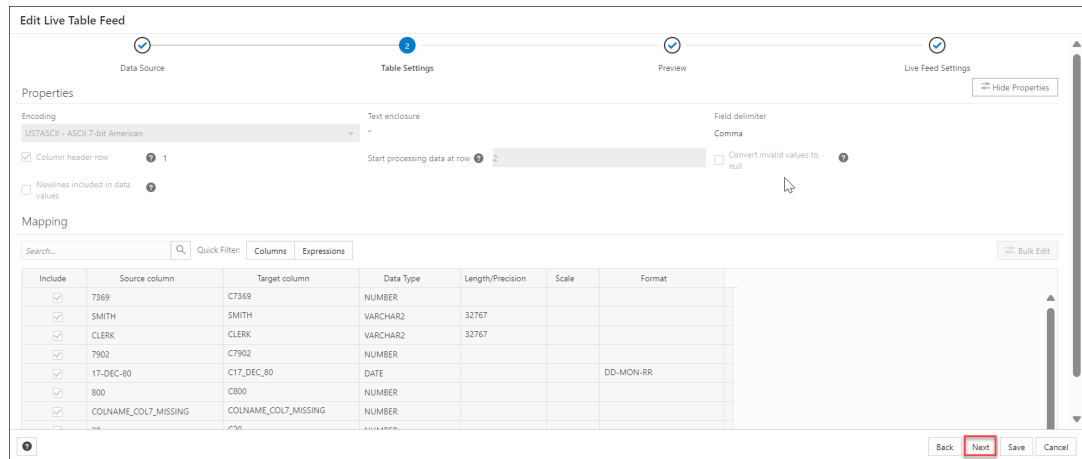 Edit Live Table Feed
2
Data Source
Table Settings
Preview
Live Feed Settings
Properties
Hide Properties
Encoding
Text enclosure
Field delimiter
US7ASCII - ASCII 7-bit American
"
Comma
Column header row ? 1
Start processing data at row ? 2
Convert invalid values to null ?
Newlines included in data values ?
Mapping
Search... Quick Filter: Columns Expressions
Bulk Edit
Include Source column Target column Data Type Length/Precision Scale Format
7369 C7369 NUMBER
SMITH SMITH VARCHAR2 32767
CLERK CLERK VARCHAR2 32767
7902 C7902 NUMBER
17-DEC-80 C17_DEC_80 DATE DD-MON-RR
800 C800 NUMBER
COLNAME_COL7_MISSING COLNAME_COL7_MISSING NUMBER
20 C20 NUMBER
? Back Next Save Cancel